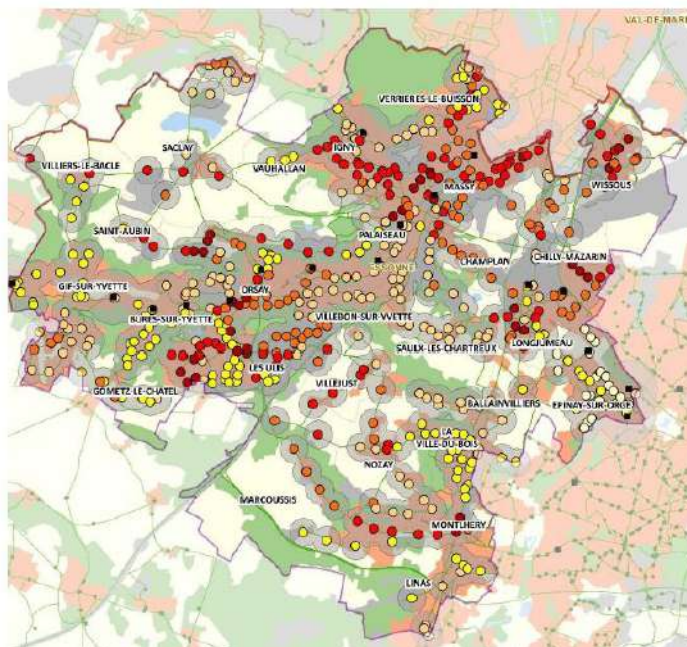 VAL-DE-MAR
VERRIERES-LE-BUISSON
IGNY
SACLAY
VILLIERS-LE-BACLE
VAUHALLAN
MASSY
WISSOUS
SAINT-AUBIN
PALAISEAU
CHAMPLAN
CHILLY-MAZARIN
ESSONNE
GIF-SUR-YVETTE
ORSAY
BURES-SUR-YVETTE
VILLEBON-SUR-YVETTE
SAULX-LES-CHARTREUX
LONGJUMEAU
LES ULIS
VILLEJUST
GOMETZ-LE-CHATEL
BALLAINVILLIERS
EPINAY-SUR-ORGE
LA
VILLE-DU-BOIS
NOZAY
MARCOUSSIS
MONTLHERY
LINAS